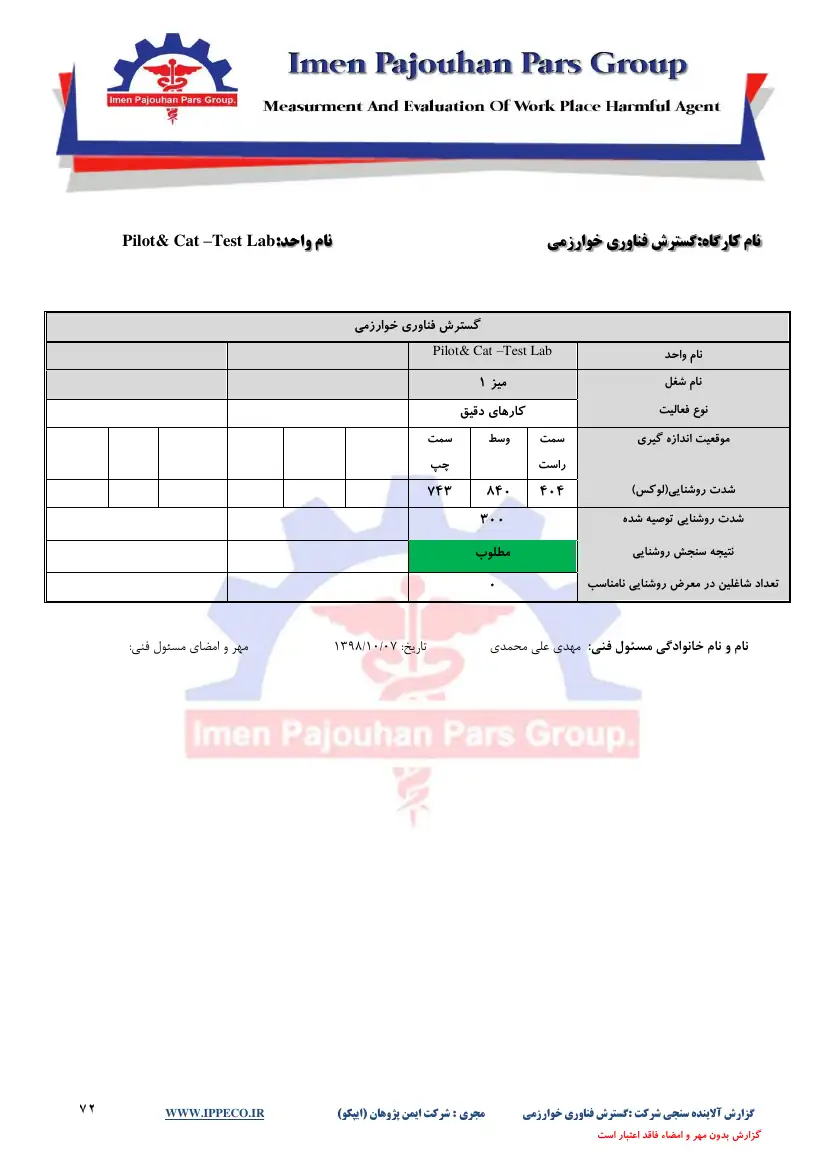 Imen Pajouhan Pars Group
Imen Pajouhan Pars Group.
Measurment And Evaluation Of Work Place Harmful Agent
نام کارگاه:گسترش فناوری خوارزمی نام واحد:Pilot& Cat –Test Lab
گسترش فناوری خوارزمی
نام واحد Pilot& Cat –Test Lab
نام شغل میز ۱
نوع فعالیت کارهای دقیق
موقعیت اندازه گیری سمت راست وسط سمت چپ
شدت روشنایی(لوکس) ۴۰۴ ۸۴۰ ۷۴۳
شدت روشنایی توصیه شده ۳۰۰
نتیجه سنجش روشنایی مطلوب
تعداد شاغلین در معرض روشنایی نامناسب ۰
نام و نام خانوادگی مسئول فنی: مهدی علی محمدی تاریخ: ۱۳۹۸/۱۰/۰۷ مهر و امضای مسئول فنی:
Imen Pajouhan Pars Group.
گزارش آلاینده سنجی شرکت :گسترش فناوری خوارزمی مجری : شرکت ایمن پژوهان (ایپکو) WWW.IPPECO.IR ۷۲
گزارش بدون مهر و امضاء فاقد اعتبار است